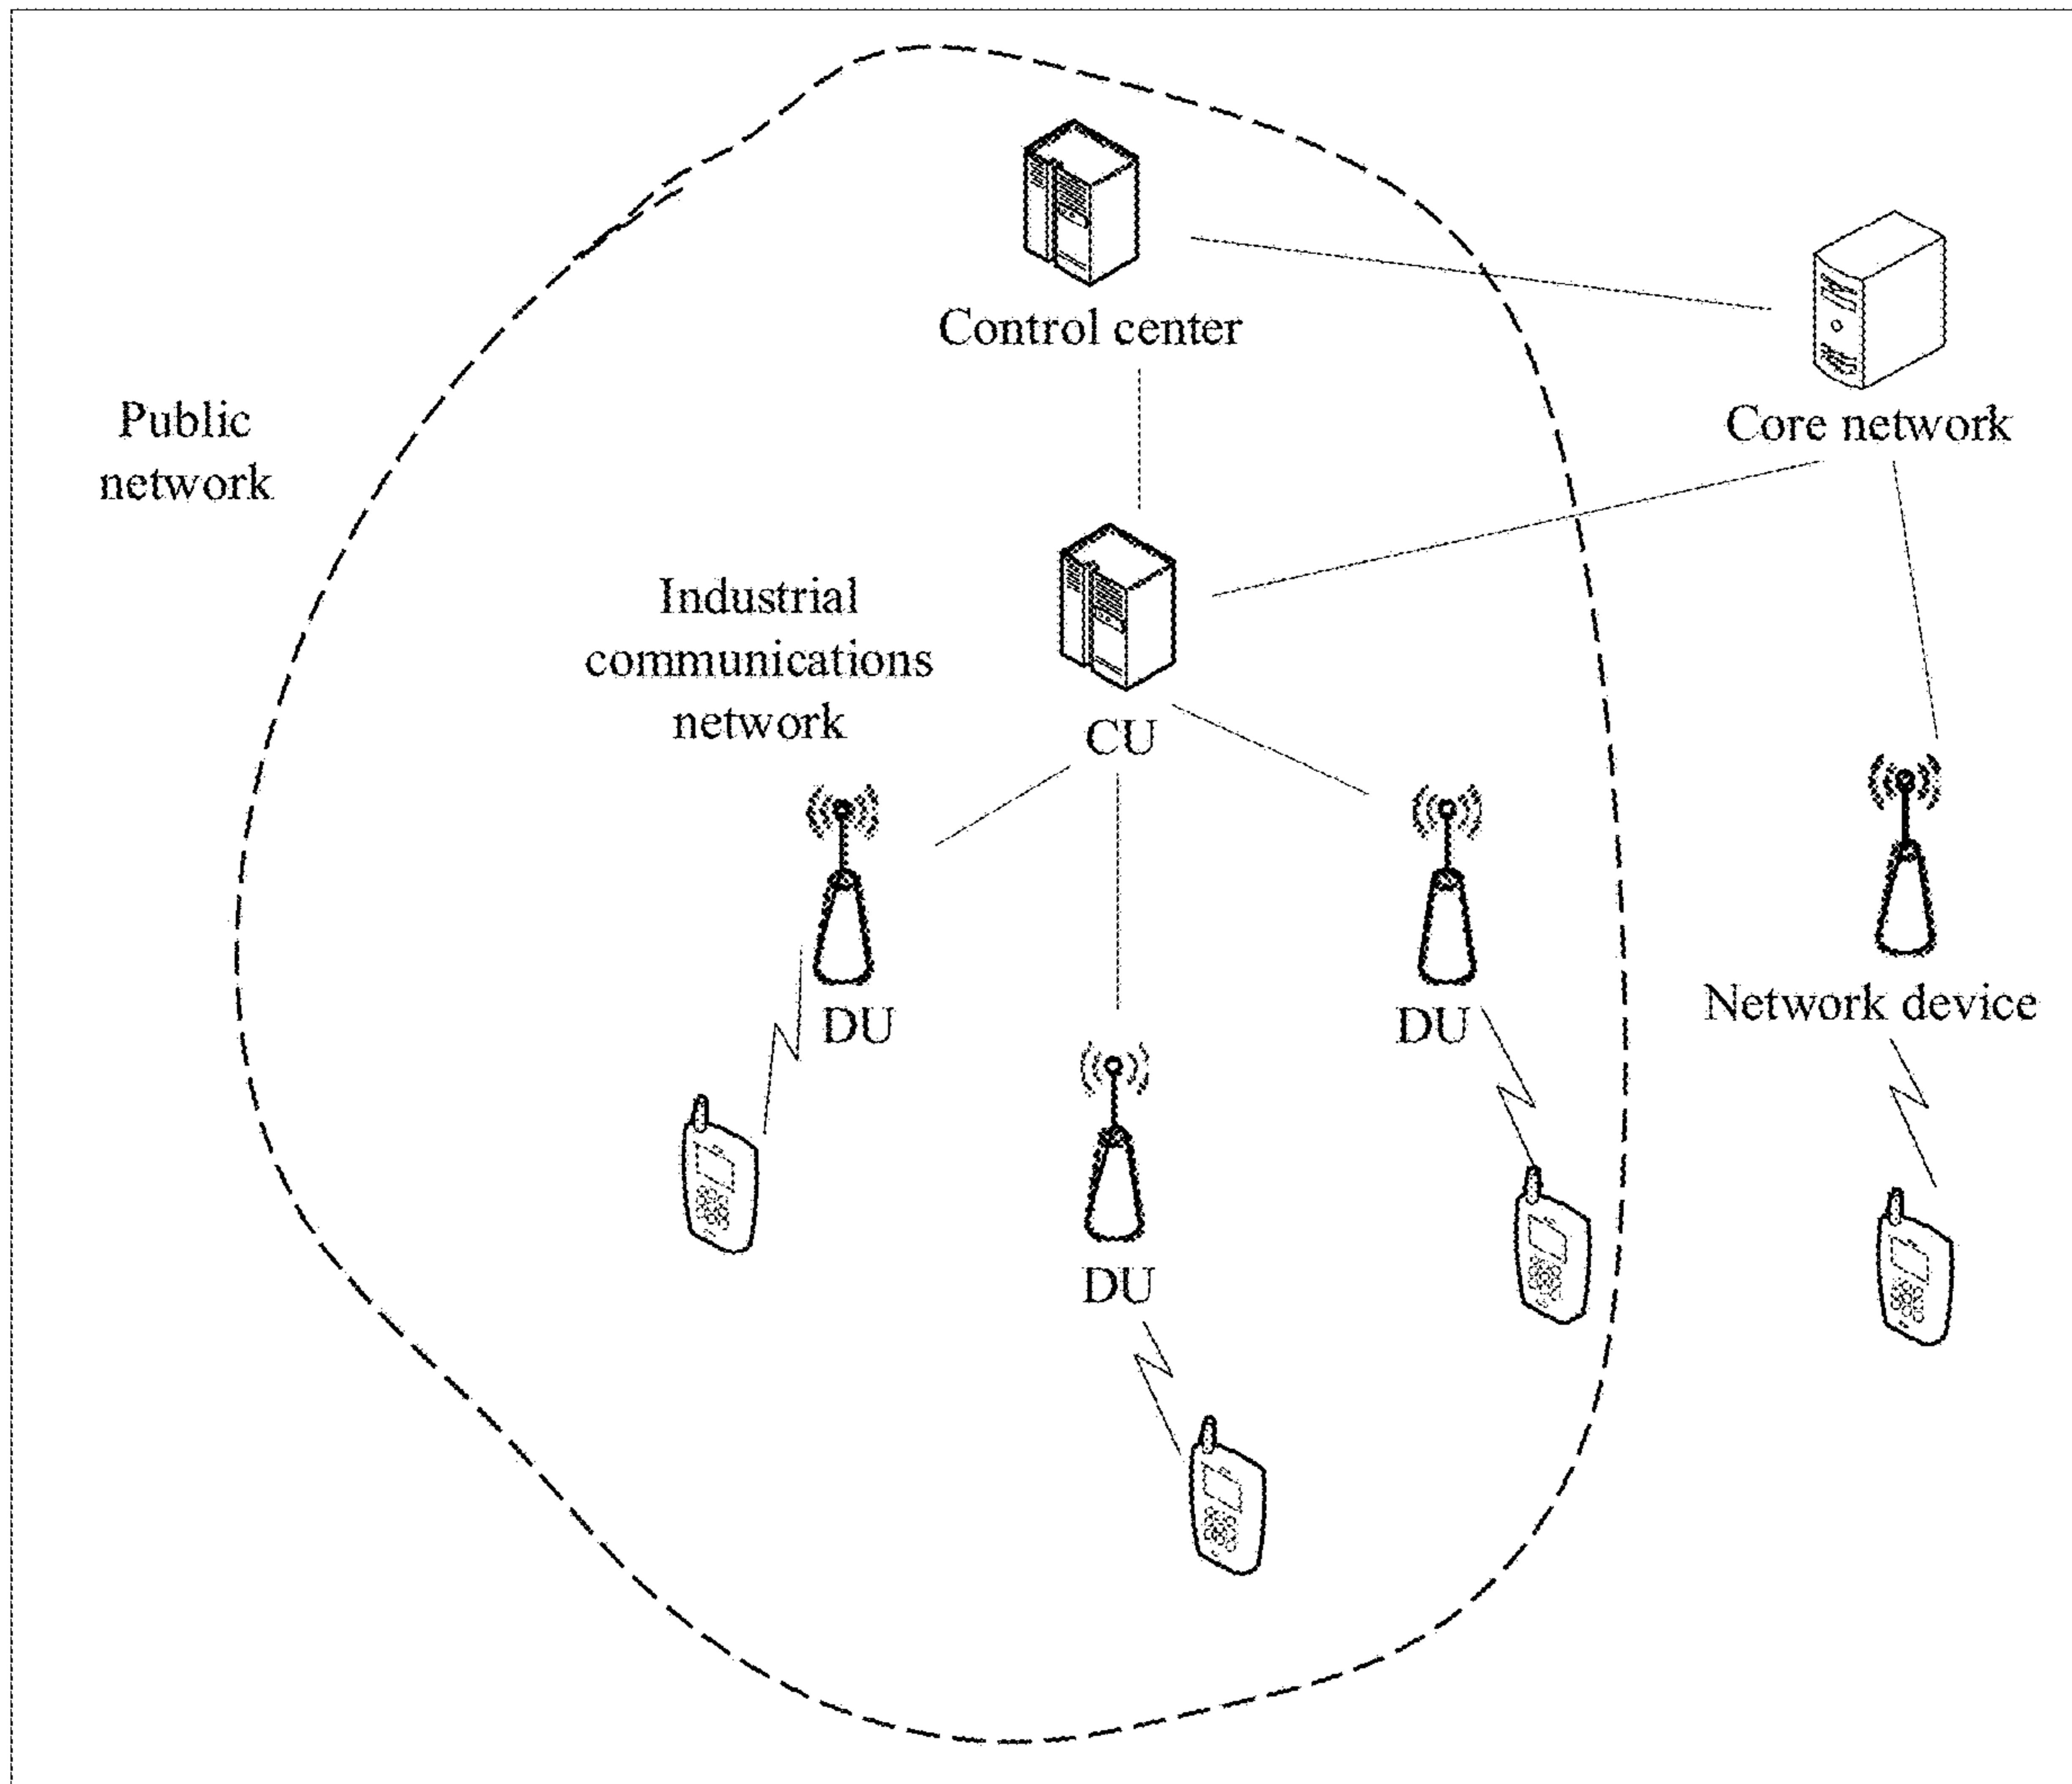 Control center
Public
network
Core network
Industrial
communications
network
CU
DU
DU
Network device
DU